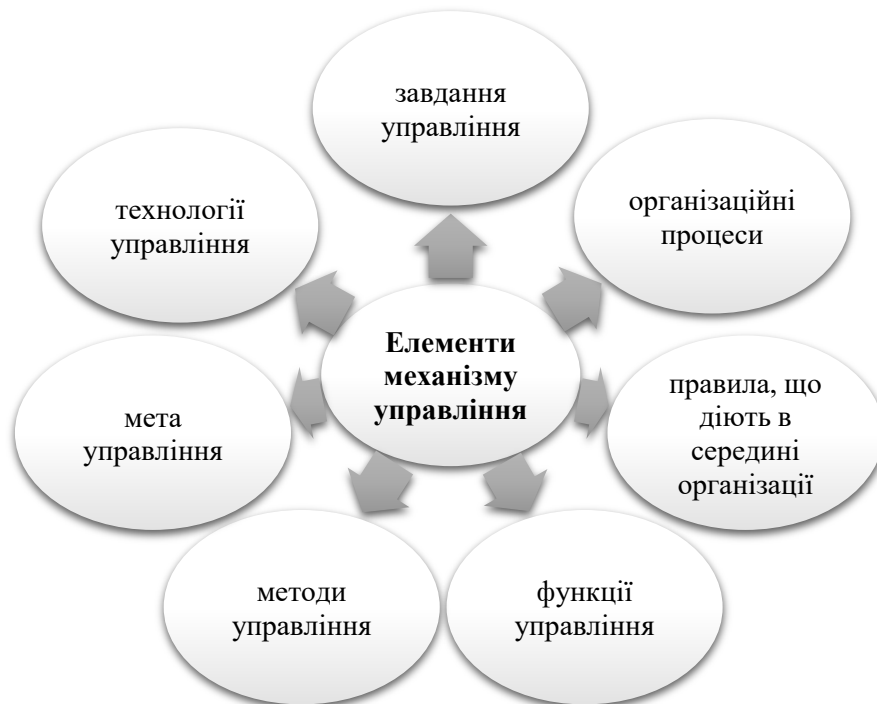 завдання
управління
технології
управління
організаційні
процеси
Елементи
механізму
управління
мета
управління
правила, що
діють в
середині
організації
методи
управління
функції
управління